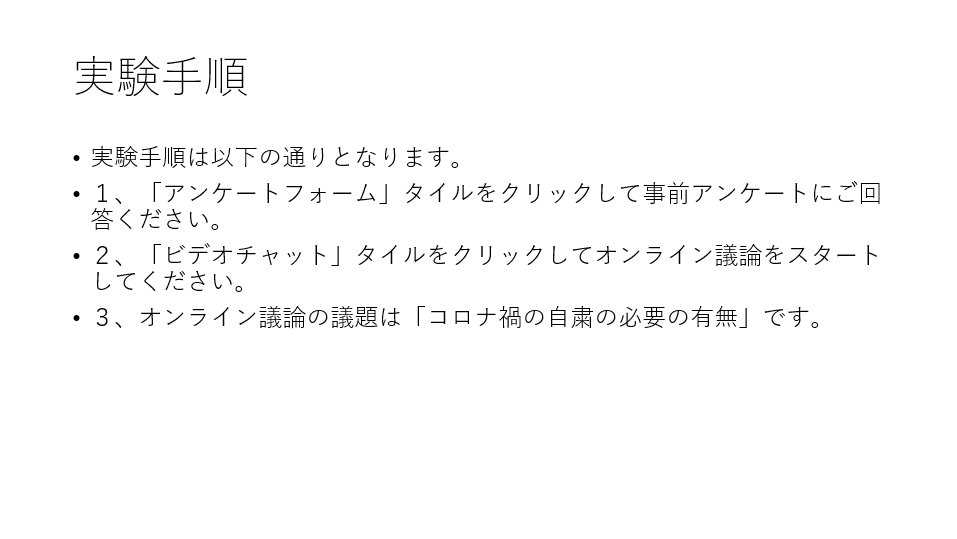 実験手順
• 実験手順は以下の通りとなります。
• １、「アンケートフォーム」タイルをクリックして事前アンケートにご回
答ください。
• ２、「ビデオチャット」タイルをクリックしてオンライン議論をスタート
してください。
• ３、オンライン議論の議題は「コロナ禍の自粛の必要の有無」です。